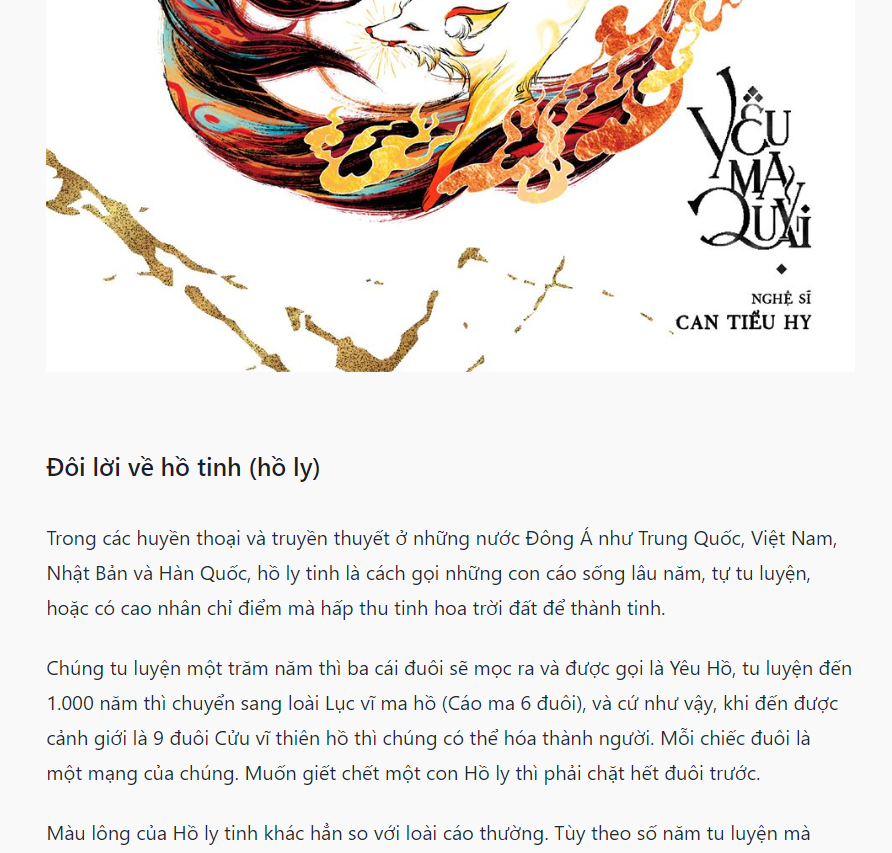 YÊU
MA
QUỶ
QUÁI
NGHỆ SĨ
CAN TIỂU HY
Đôi lời về hồ tinh (hồ ly)
Trong các huyền thoại và truyền thuyết ở những nước Đông Á như Trung Quốc, Việt Nam,
Nhật Bản và Hàn Quốc, hồ ly tinh là cách gọi những con cáo sống lâu năm, tự tu luyện,
hoặc có cao nhân chỉ điểm mà hấp thu tinh hoa trời đất để thành tinh.
Chúng tu luyện một trăm năm thì ba cái đuôi sẽ mọc ra và được gọi là Yêu Hồ, tu luyện đến
1.000 năm thì chuyển sang loài Lục vĩ ma hồ (Cáo ma 6 đuôi), và cứ như vậy, khi đến được
cảnh giới là 9 đuôi Cửu vĩ thiên hồ thì chúng có thể hóa thành người. Mỗi chiếc đuôi là
một mạng của chúng. Muốn giết chết một con Hồ ly thì phải chặt hết đuôi trước.
Màu lông của Hồ ly tinh khác hẳn so với loài cáo thường. Tùy theo số năm tu luyện mà